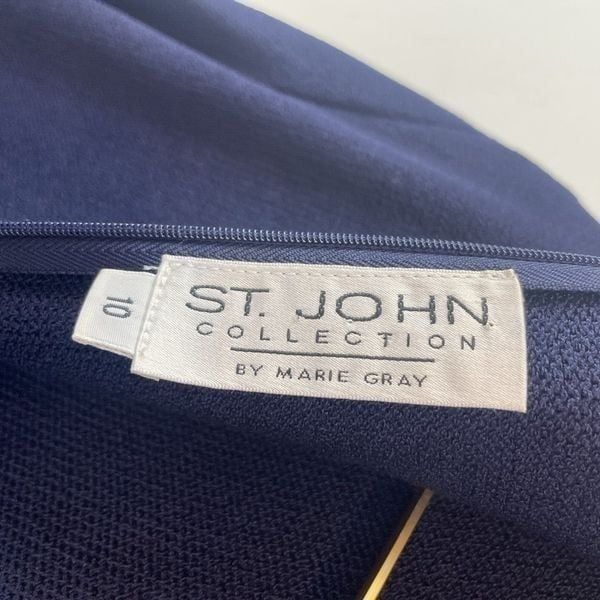 ST. JOHN
COLLECTION
BY MARIE GRAY
10